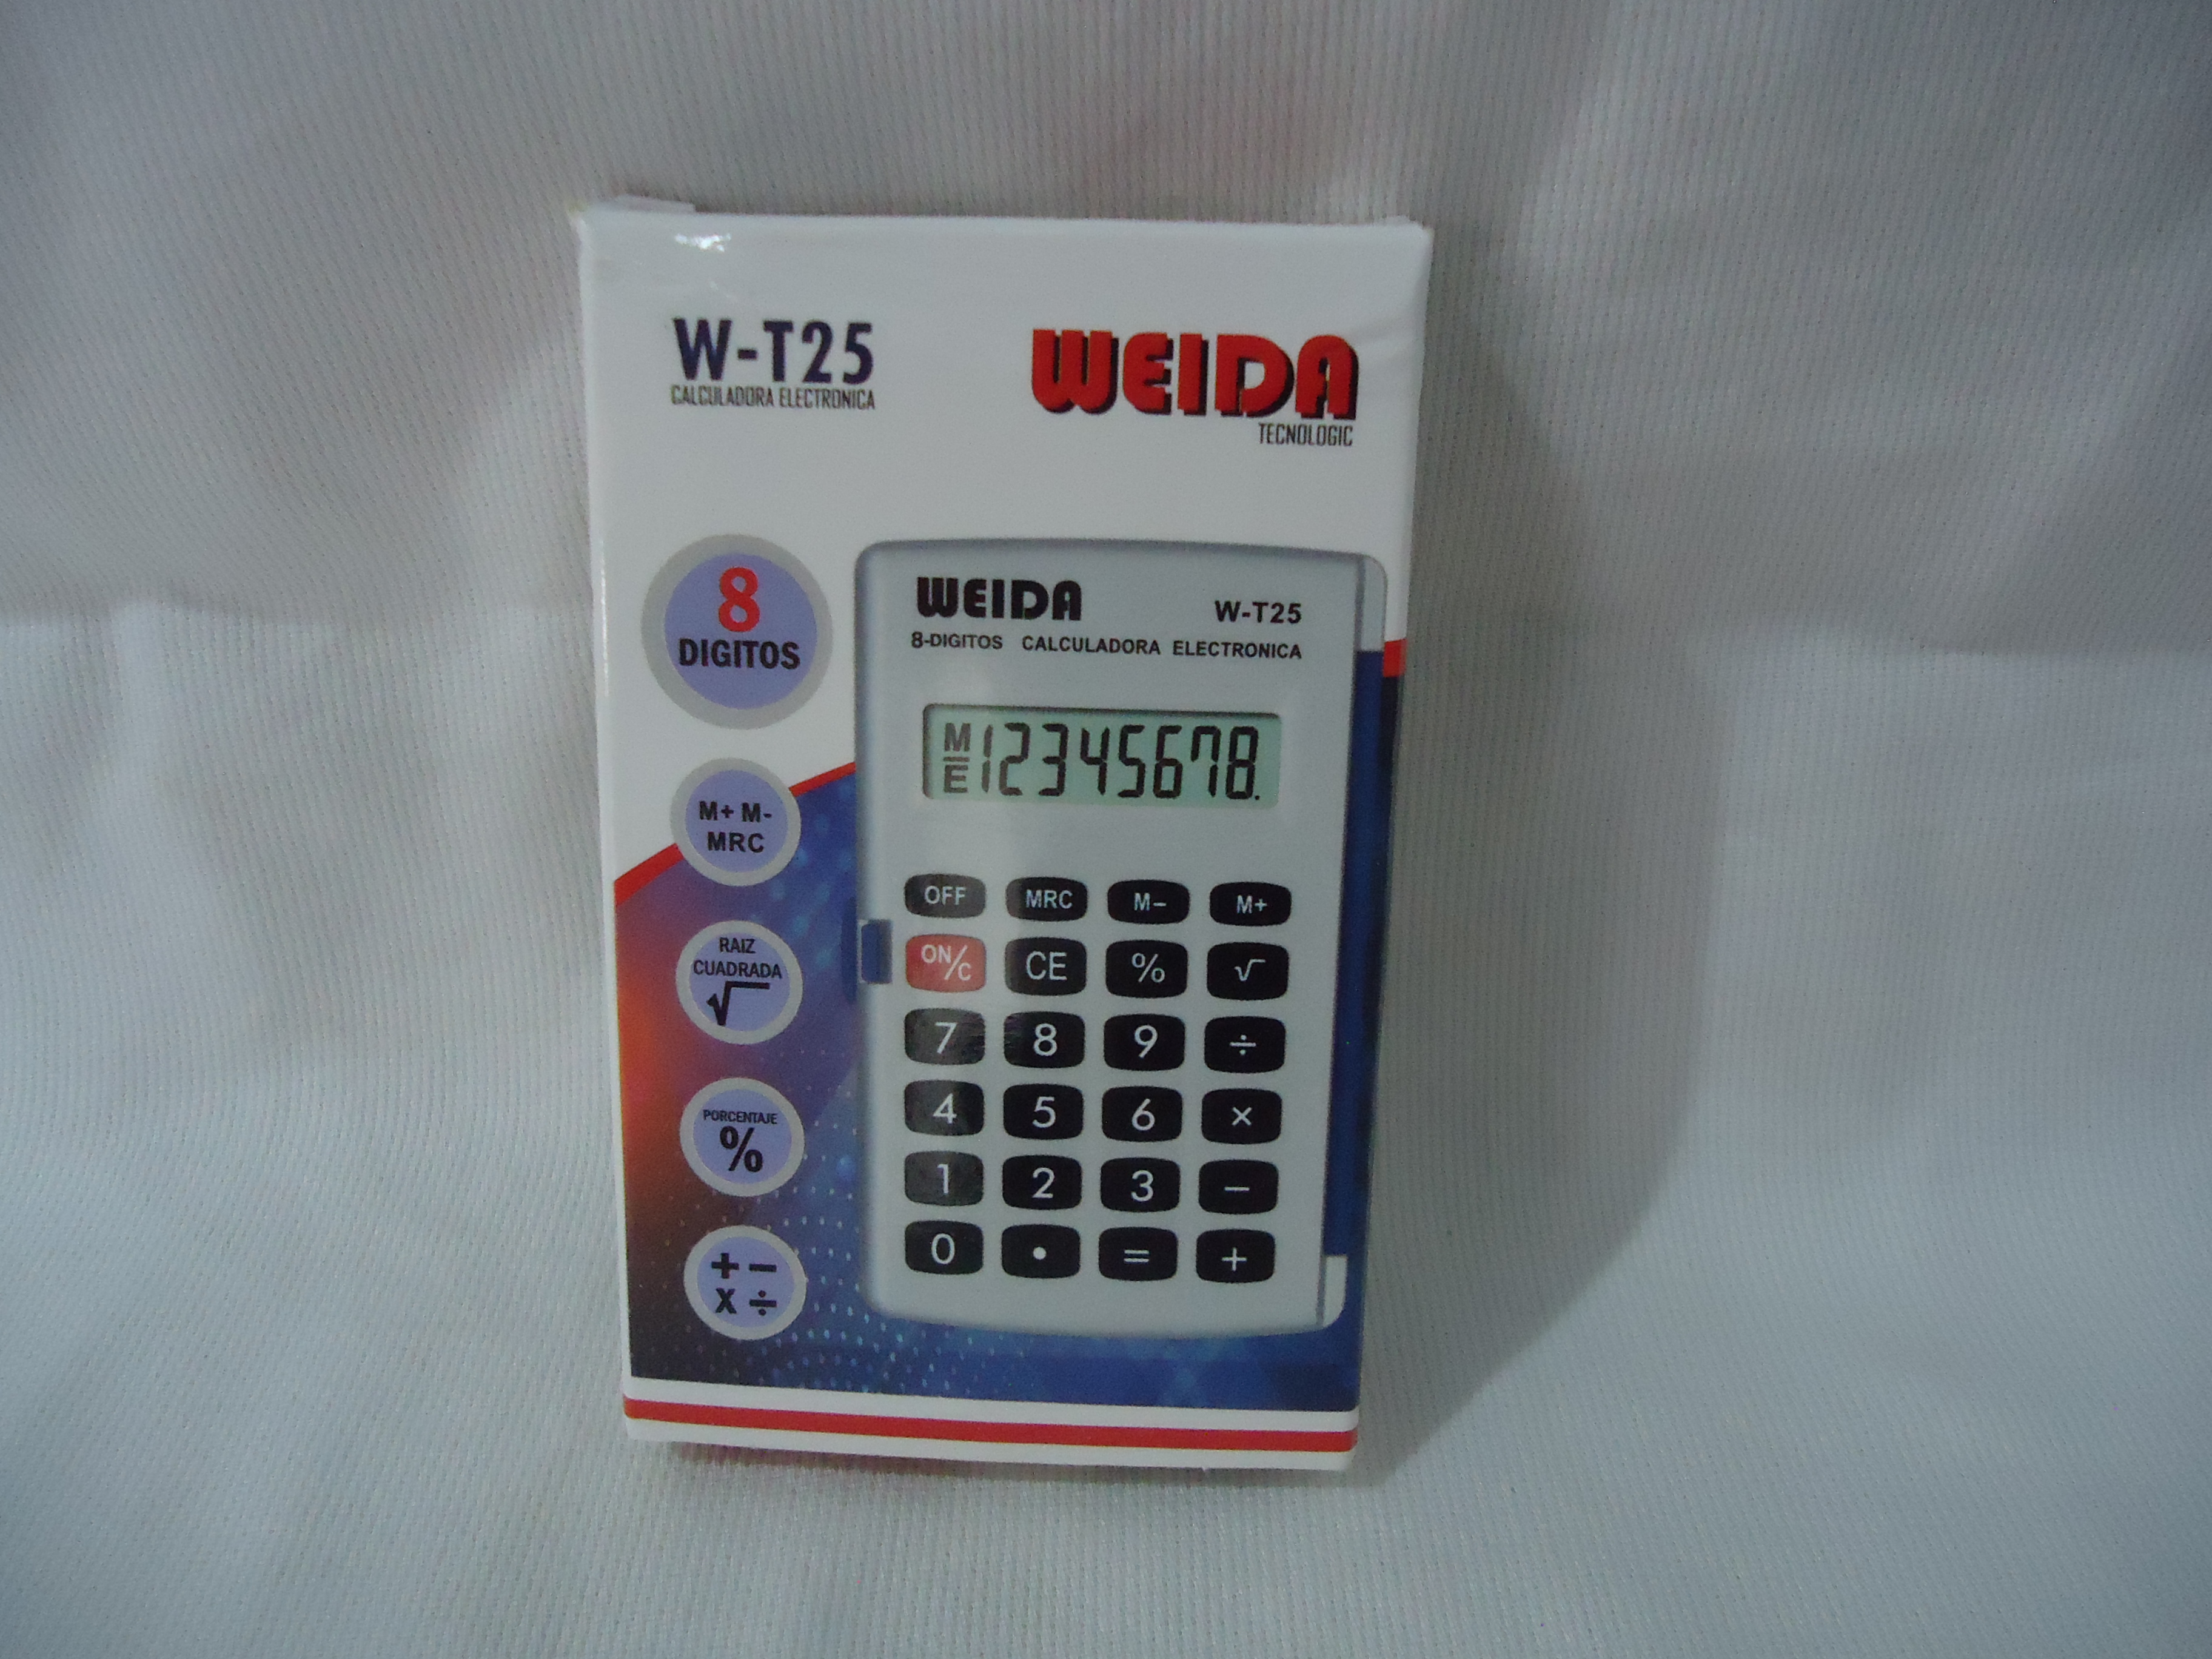 W-T25
CALCULADORA ELECTRONICA
WEIDA
TECNOLOGIC
8
DIGITOS
M+ M-
MRC
RAIZ
CUADRADA
√
PORCENTAJE
%
+ −
x ÷
WEIDA W-T25
8-DIGITOS CALCULADORA ELECTRONICA
M
E
12345678.
OFF MRC M− M+
ON/C CE % √
7 8 9 ÷
4 5 6 ×
1 2 3 −
0 • = +